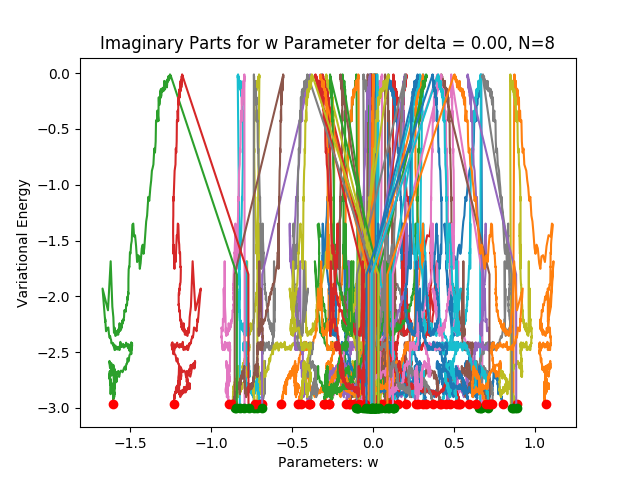 Imaginary Parts for w Parameter for delta = 0.00, N=8
0.0
−0.5
−1.0
−1.5
−2.0
−2.5
−3.0
Variational Energy
−1.5 −1.0 −0.5 0.0 0.5 1.0
Parameters: w